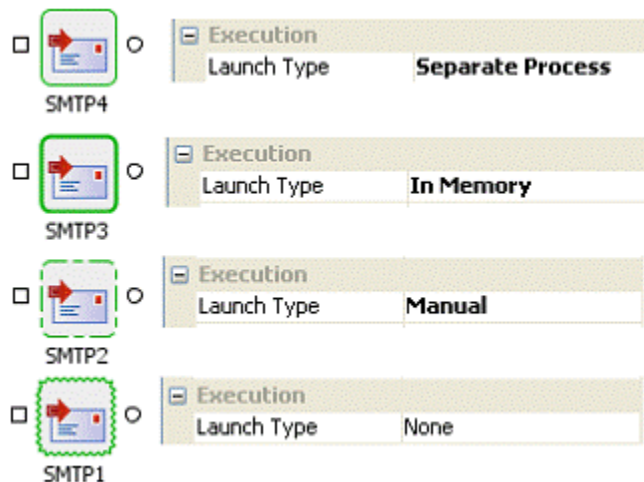 Execution
Launch Type Separate Process
SMTP4
Execution
Launch Type In Memory
SMTP3
Execution
Launch Type Manual
SMTP2
Execution
Launch Type None
SMTP1